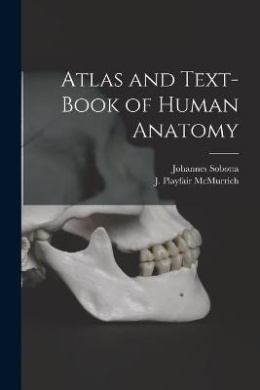 Atlas and Text-
Book of Human
Anatomy
Johannes Sobotta
J. Playfair McMurrich